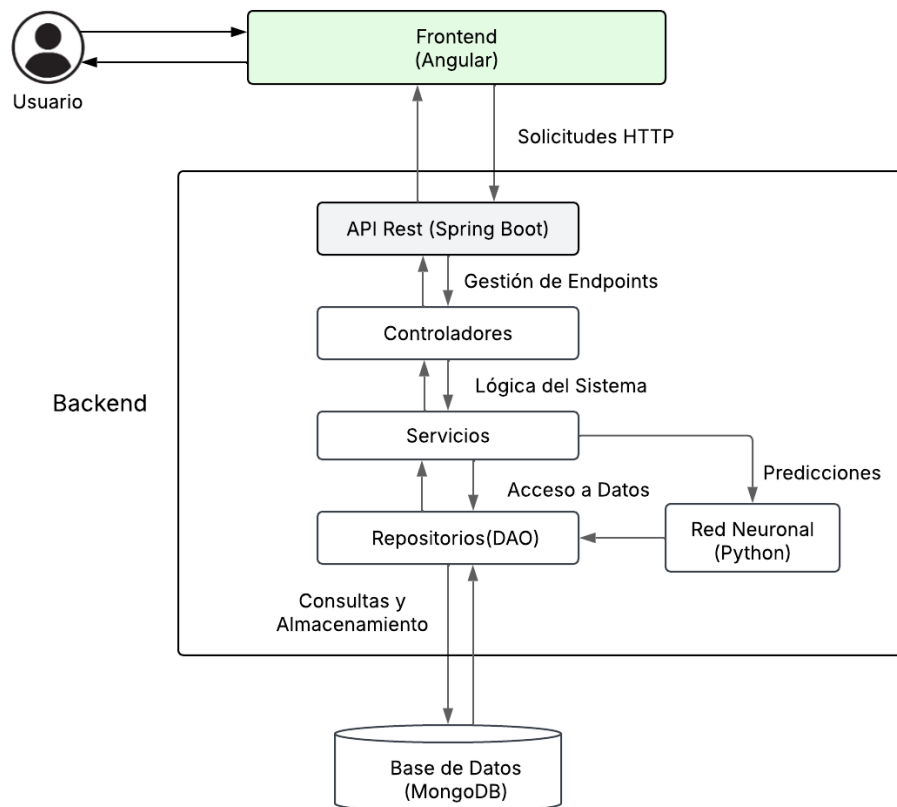 Frontend
(Angular)
Usuario
Solicitudes HTTP
API Rest (Spring Boot)
Gestión de Endpoints
Controladores
Lógica del Sistema
Backend
Servicios
Predicciones
Acceso a Datos
Repositorios(DAO)
Red Neuronal
(Python)
Consultas y
Almacenamiento
Base de Datos
(MongoDB)